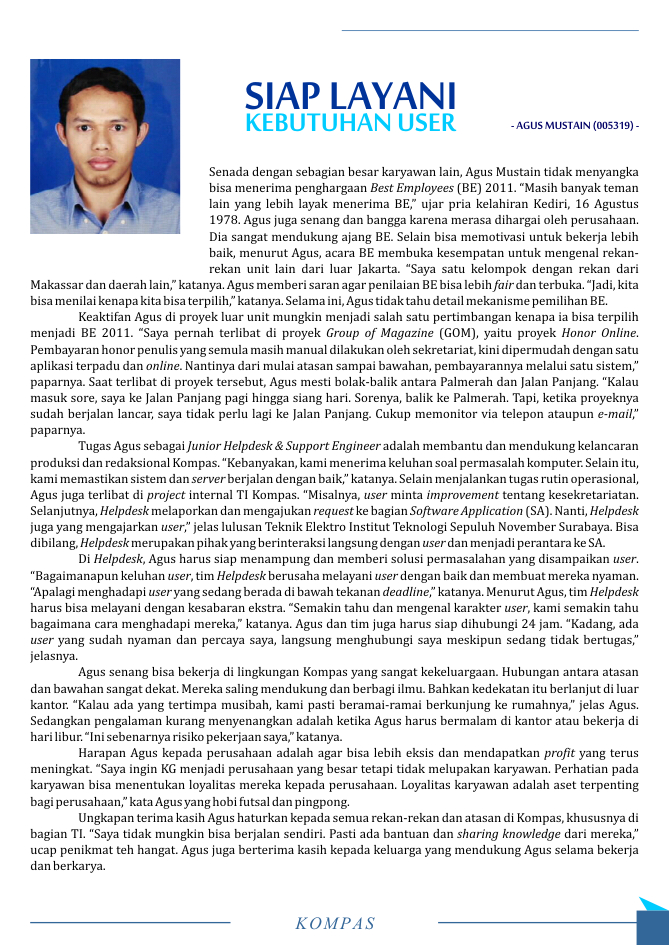 SIAP LAYANI
KEBUTUHAN USER
- AGUS MUSTAIN (005319) -
Senada dengan sebagian besar karyawan lain, Agus Mustain tidak menyangka
bisa menerima penghargaan Best Employees (BE) 2011. “Masih banyak teman
lain yang lebih layak menerima BE,” ujar pria kelahiran Kediri, 16 Agustus
1978. Agus juga senang dan bangga karena merasa dihargai oleh perusahaan.
Dia sangat mendukung ajang BE. Selain bisa memotivasi untuk bekerja lebih
baik, menurut Agus, acara BE membuka kesempatan untuk mengenal rekan-
rekan unit lain dari luar Jakarta. “Saya satu kelompok dengan rekan dari
Makassar dan daerah lain,” katanya. Agus memberi saran agar penilaian BE bisa lebih fair dan terbuka. “Jadi, kita
bisa menilai kenapa kita bisa terpilih,” katanya. Selama ini, Agus tidak tahu detail mekanisme pemilihan BE.
Keaktifan Agus di proyek luar unit mungkin menjadi salah satu pertimbangan kenapa ia bisa terpilih
menjadi BE 2011. “Saya pernah terlibat di proyek Group of Magazine (GOM), yaitu proyek Honor Online.
Pembayaran honor penulis yang semula masih manual dilakukan oleh sekretariat, kini dipermudah dengan satu
aplikasi terpadu dan online. Nantinya dari mulai atasan sampai bawahan, pembayarannya melalui satu sistem,”
paparnya. Saat terlibat di proyek tersebut, Agus mesti bolak-balik antara Palmerah dan Jalan Panjang. “Kalau
masuk sore, saya ke Jalan Panjang pagi hingga siang hari. Sorenya, balik ke Palmerah. Tapi, ketika proyeknya
sudah berjalan lancar, saya tidak perlu lagi ke Jalan Panjang. Cukup memonitor via telepon ataupun e-mail,”
paparnya.
Tugas Agus sebagai Junior Helpdesk & Support Engineer adalah membantu dan mendukung kelancaran
produksi dan redaksional Kompas. “Kebanyakan, kami menerima keluhan soal permasalah komputer. Selain itu,
kami memastikan sistem dan server berjalan dengan baik,” katanya. Selain menjalankan tugas rutin operasional,
Agus juga terlibat di project internal TI Kompas. “Misalnya, user minta improvement tentang kesekretariatan.
Selanjutnya, Helpdesk melaporkan dan mengajukan request ke bagian Software Application (SA). Nanti, Helpdesk
juga yang mengajarkan user,” jelas lulusan Teknik Elektro Institut Teknologi Sepuluh November Surabaya. Bisa
dibilang, Helpdesk merupakan pihak yang berinteraksi langsung dengan user dan menjadi perantara ke SA.
Di Helpdesk, Agus harus siap menampung dan memberi solusi permasalahan yang disampaikan user.
“Bagaimanapun keluhan user, tim Helpdesk berusaha melayani user dengan baik dan membuat mereka nyaman.
“Apalagi menghadapi user yang sedang berada di bawah tekanan deadline,” katanya. Menurut Agus, tim Helpdesk
harus bisa melayani dengan kesabaran ekstra. “Semakin tahu dan mengenal karakter user, kami semakin tahu
bagaimana cara menghadapi mereka,” katanya. Agus dan tim juga harus siap dihubungi 24 jam. “Kadang, ada
user yang sudah nyaman dan percaya saya, langsung menghubungi saya meskipun sedang tidak bertugas,”
jelasnya.
Agus senang bisa bekerja di lingkungan Kompas yang sangat kekeluargaan. Hubungan antara atasan
dan bawahan sangat dekat. Mereka saling mendukung dan berbagi ilmu. Bahkan kedekatan itu berlanjut di luar
kantor. “Kalau ada yang tertimpa musibah, kami pasti beramai-ramai berkunjung ke rumahnya,” jelas Agus.
Sedangkan pengalaman kurang menyenangkan adalah ketika Agus harus bermalam di kantor atau bekerja di
hari libur. “Ini sebenarnya risiko pekerjaan saya,” katanya.
Harapan Agus kepada perusahaan adalah agar bisa lebih eksis dan mendapatkan profit yang terus
meningkat. “Saya ingin KG menjadi perusahaan yang besar tetapi tidak melupakan karyawan. Perhatian pada
karyawan bisa menentukan loyalitas mereka kepada perusahaan. Loyalitas karyawan adalah aset terpenting
bagi perusahaan,” kata Agus yang hobi futsal dan pingpong.
Ungkapan terima kasih Agus haturkan kepada semua rekan-rekan dan atasan di Kompas, khususnya di
bagian TI. “Saya tidak mungkin bisa berjalan sendiri. Pasti ada bantuan dan sharing knowledge dari mereka,”
ucap penikmat teh hangat. Agus juga berterima kasih kepada keluarga yang mendukung Agus selama bekerja
dan berkarya.
KOMPAS